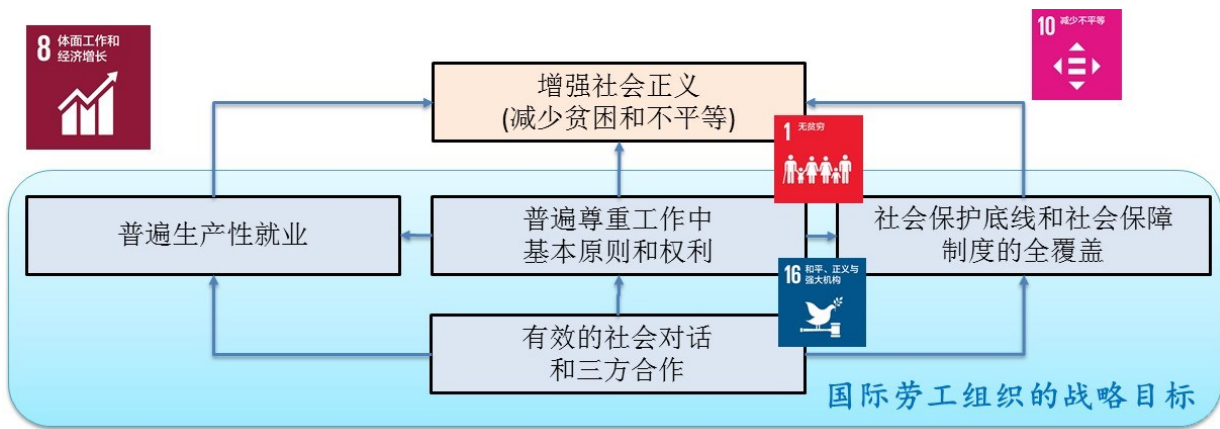 8 体面工作和
经济增长
10 减少不平等
增强社会正义
(减少贫困和不平等)
1 无贫穷
普遍生产性就业
普遍尊重工作中
基本原则和权利
社会保护底线和社会保障
制度的全覆盖
16 和平、正义与
强大机构
有效的社会对话
和三方合作
国际劳工组织的战略目标